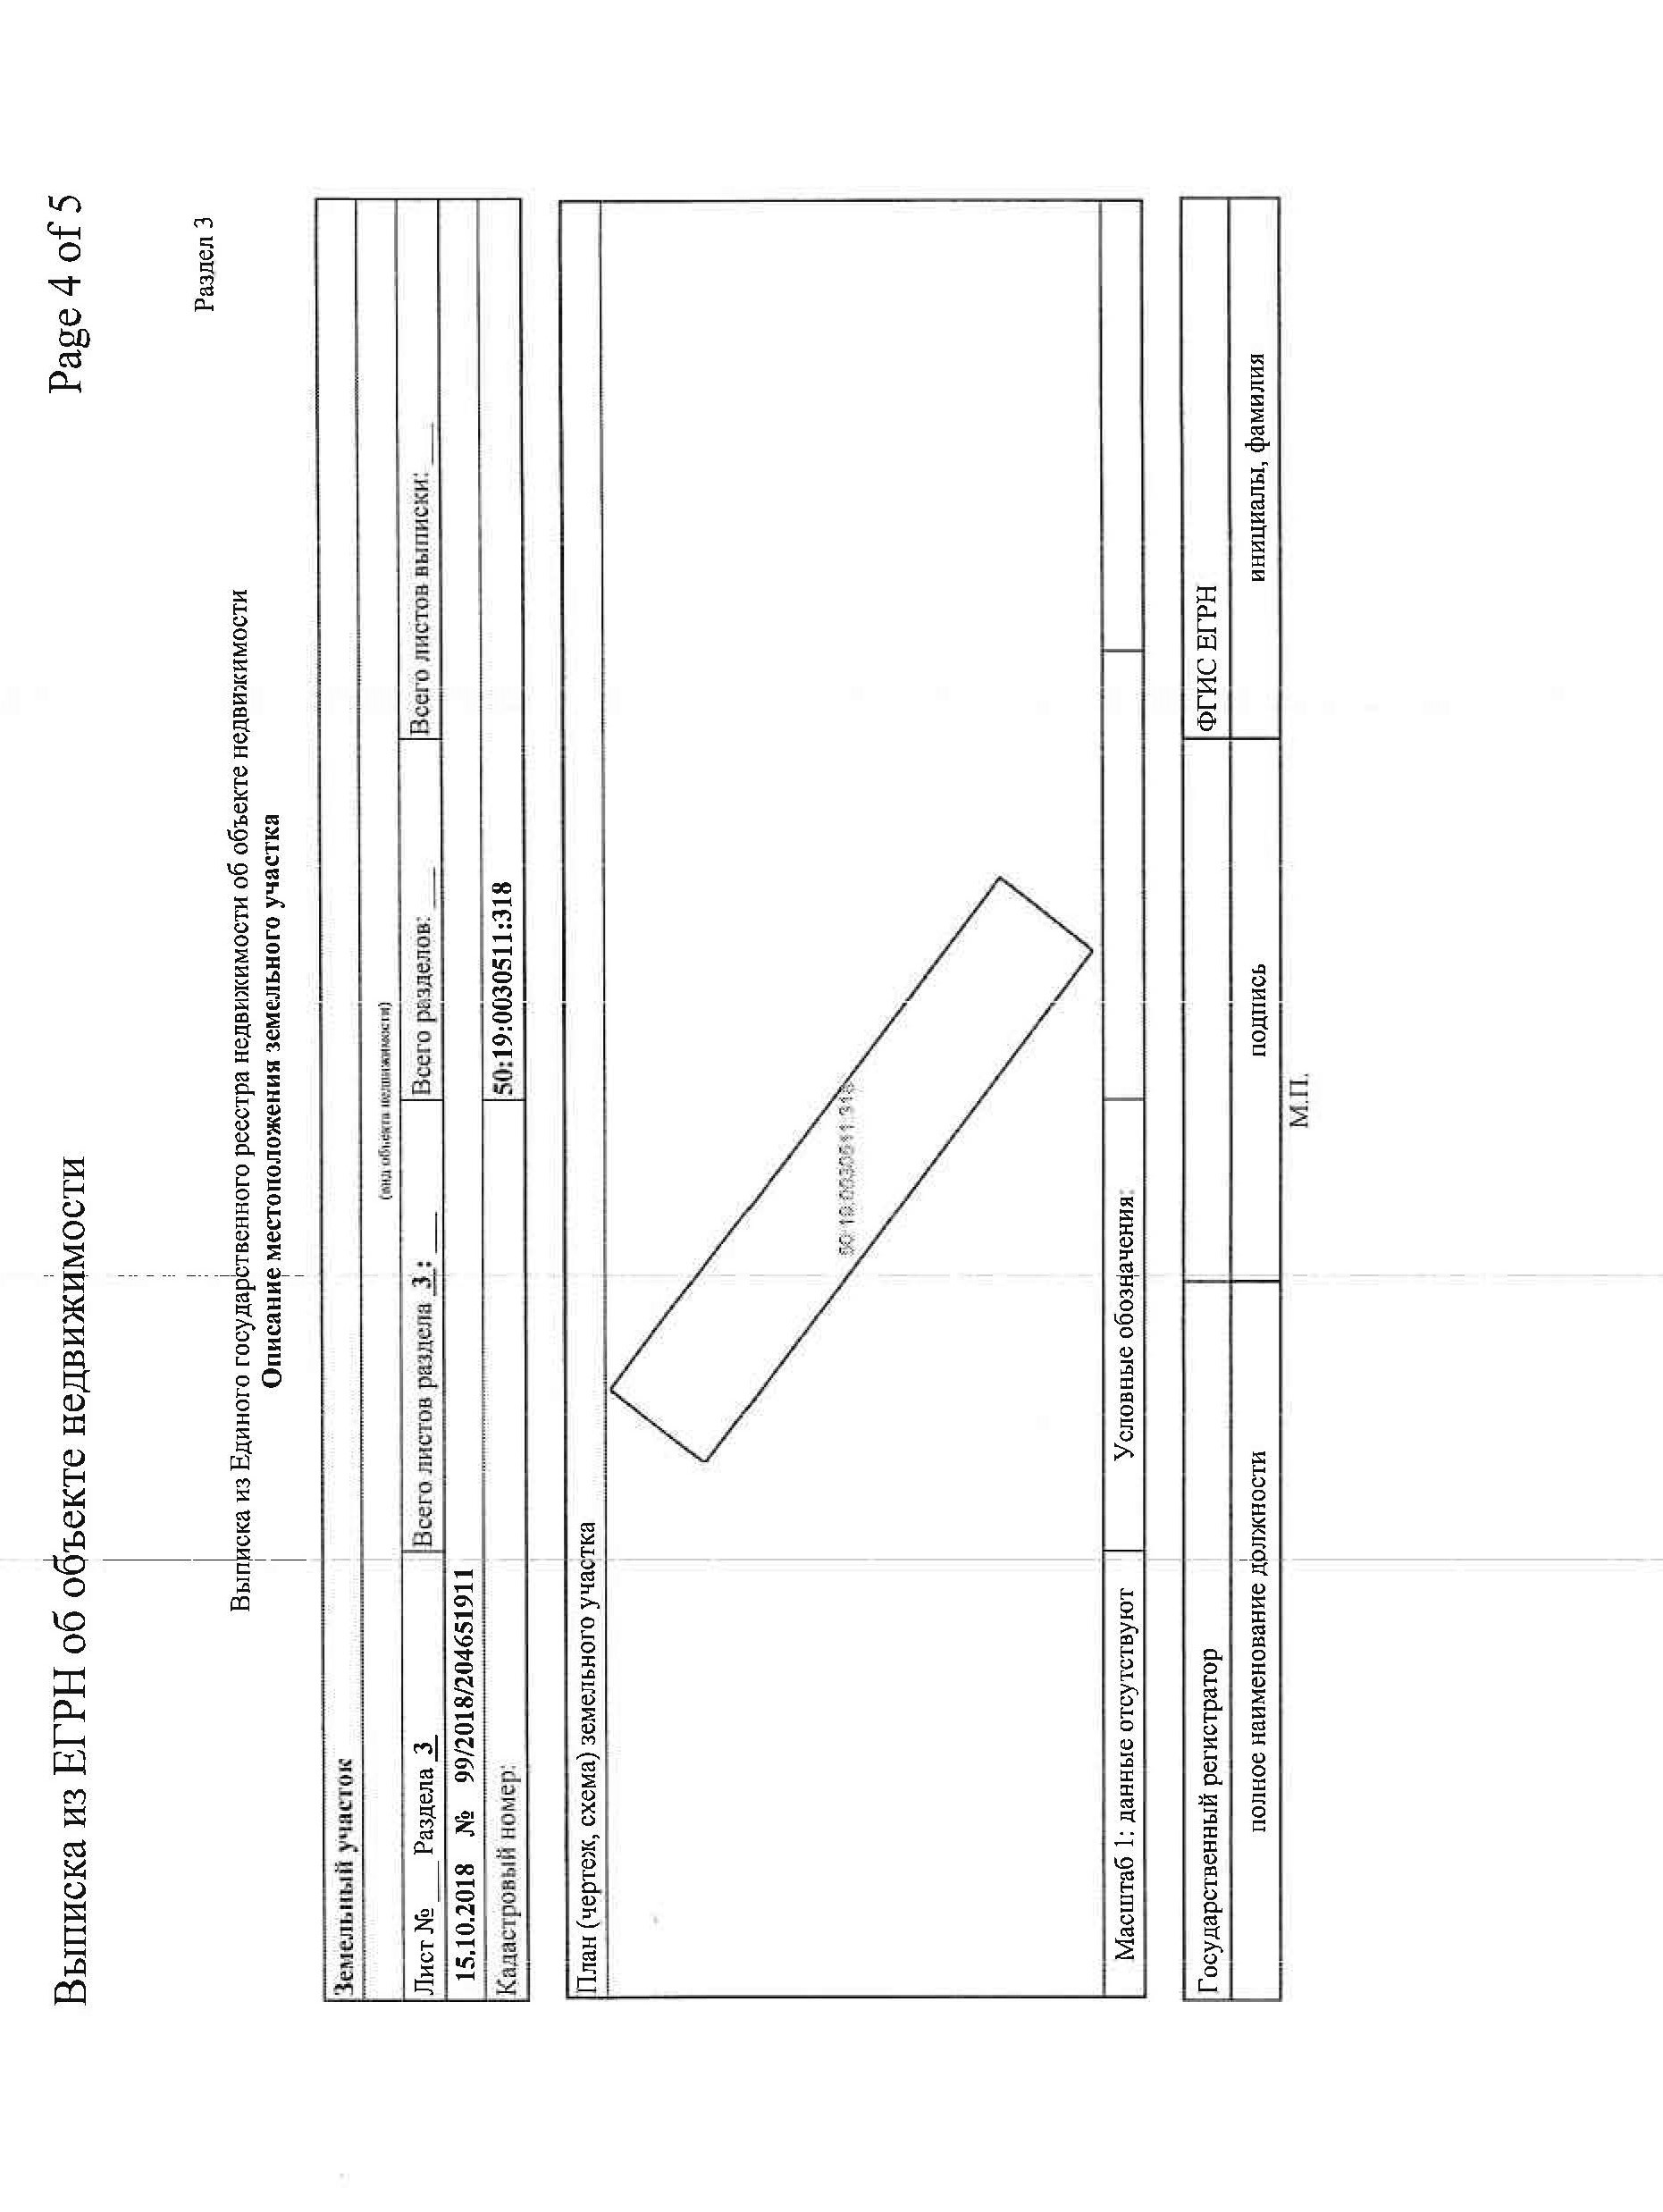 Выписка из ЕГРН об объекте недвижимости Page 4 of 5
Раздел 3
Выписка из Единого государственного реестра недвижимости об объекте недвижимости
Описание местоположения земельного участка
Земельный участок
(вид объекта недвижимости)
Лист № ___ Раздела 3 Всего листов раздела 3 : ___ Всего разделов: ___ Всего листов выписки: ___
15.10.2018 № 99/2018/204651911
Кадастровый номер: 50:19:0030511:318
План (чертеж, схема) земельного участка
50:19:0030511:318
Масштаб 1: данные отсутствуют Условные обозначения:
Государственный регистратор ФГИС ЕГРН
полное наименование должности подпись инициалы, фамилия
М.П.